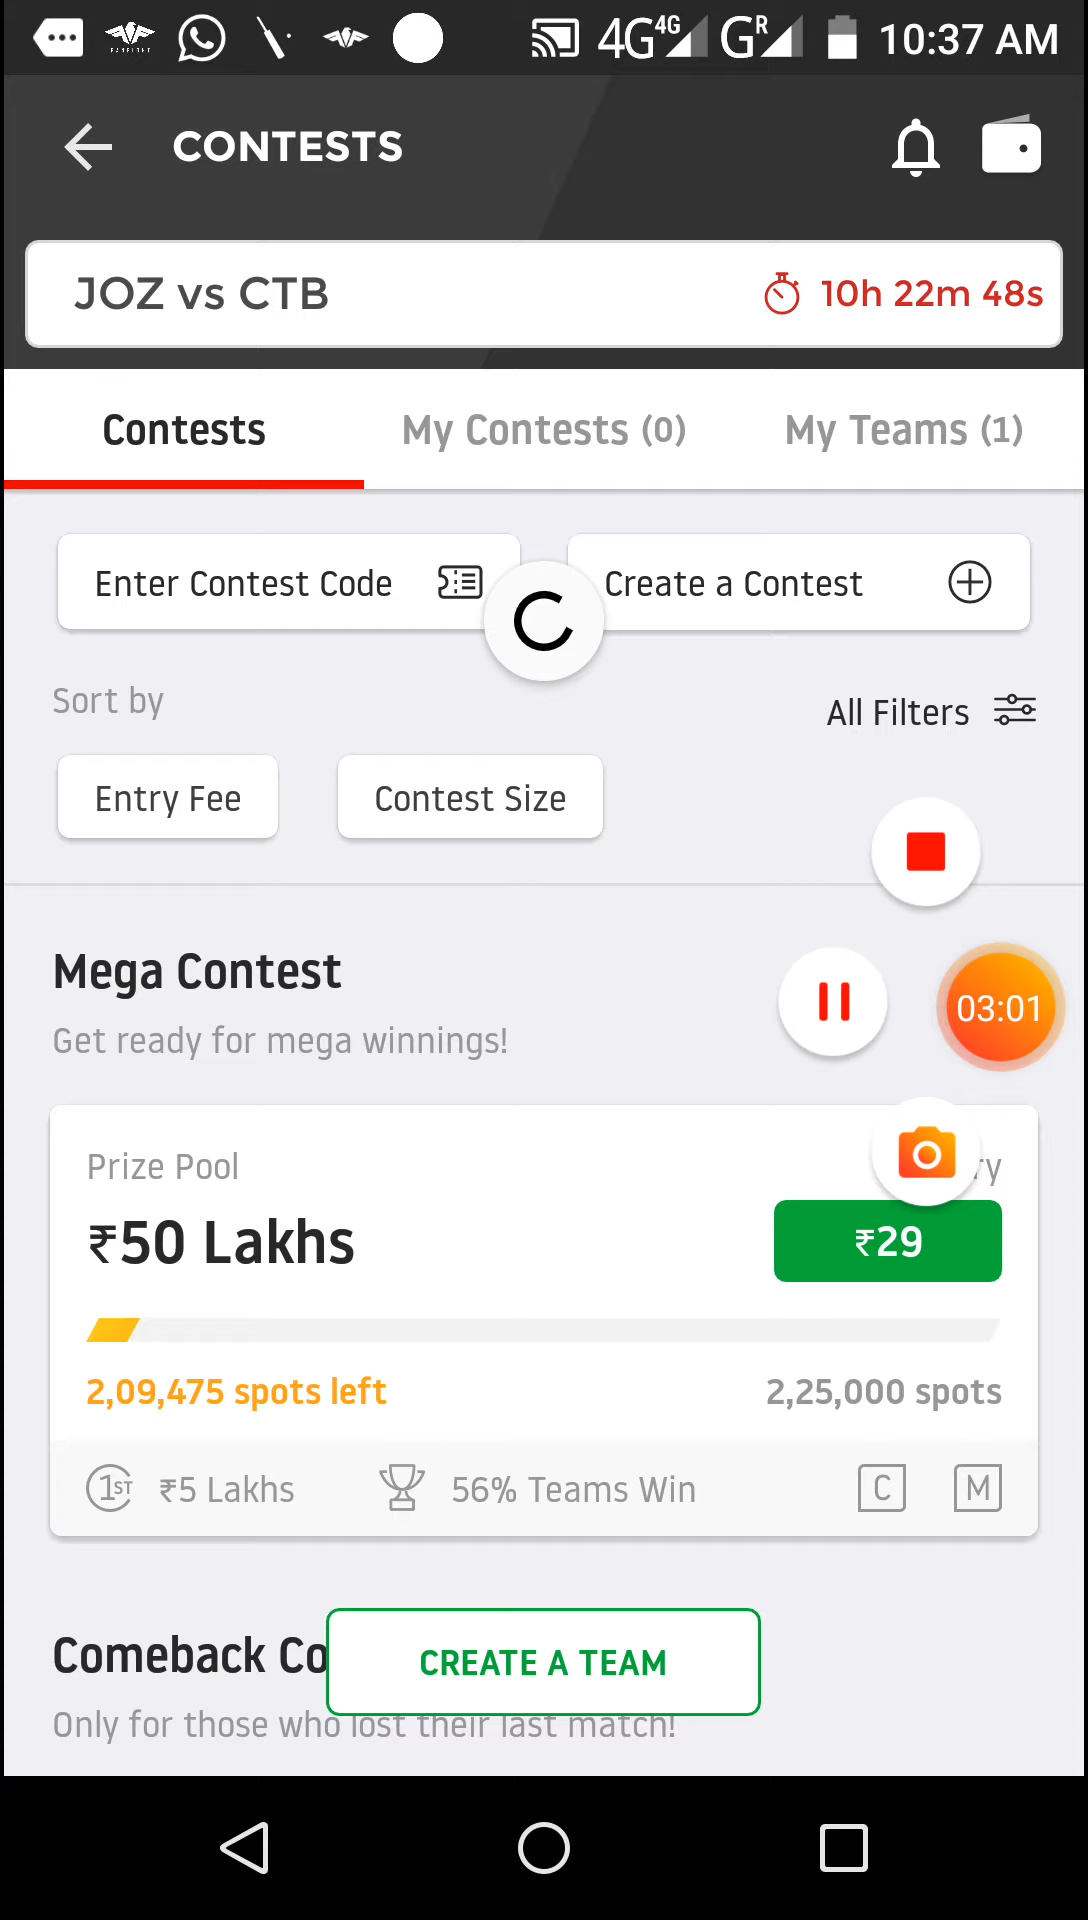 4G 4G G R 10:37 AM
CONTESTS
JOZ vs CTB 10h 22m 48s
Contests My Contests (0) My Teams (1)
Enter Contest Code Create a Contest
Sort by All Filters
Entry Fee Contest Size
Mega Contest
Get ready for mega winnings!
03:01
Prize Pool ry
₹50 Lakhs ₹29
2,09,475 spots left 2,25,000 spots
1ST ₹5 Lakhs 56% Teams Win C M
Comeback Co
CREATE A TEAM
Only for those who lost their last match!